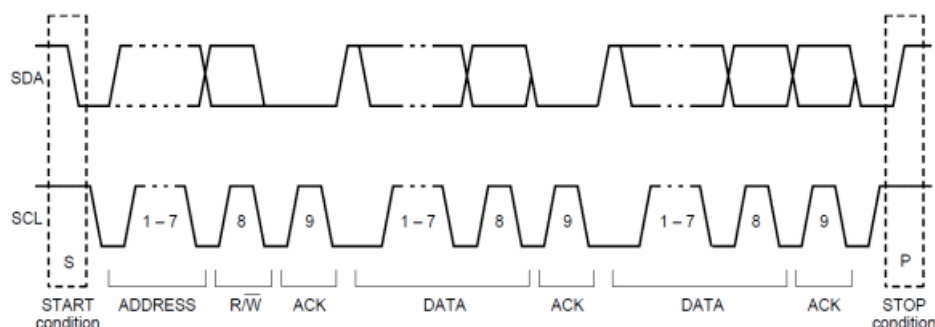 SDA
SCL
1 – 7
8
9
1 – 7
8
9
1 – 7
8
9
S
P
START
condition
ADDRESS
R/W̅
ACK
DATA
ACK
DATA
ACK
STOP
condition